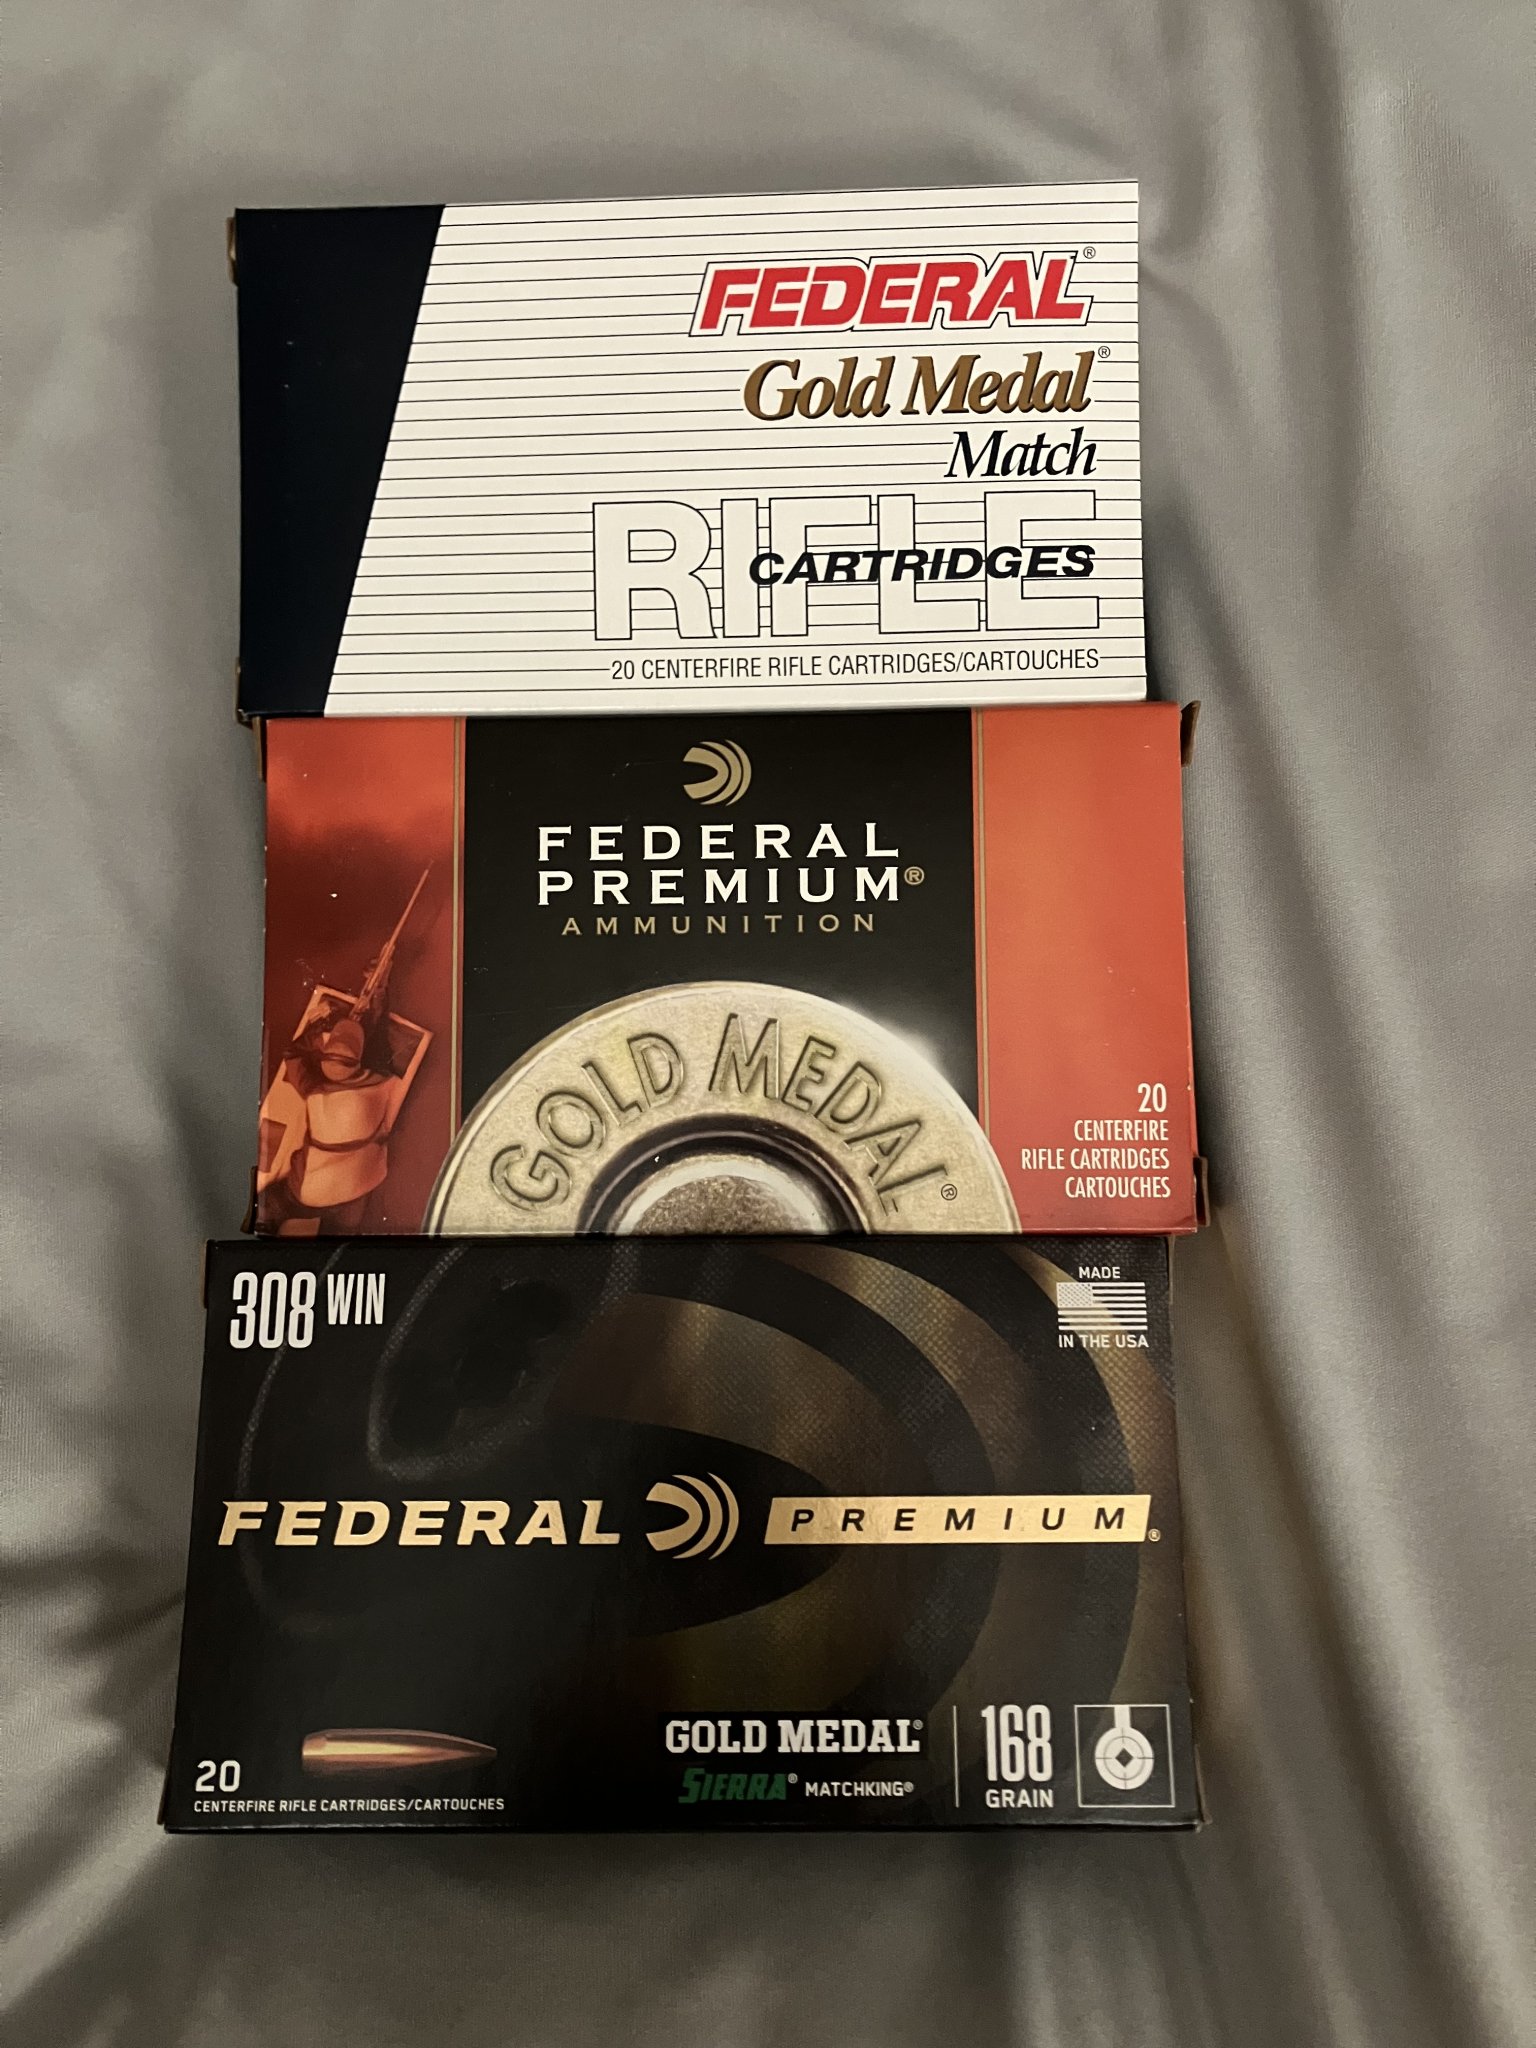 FEDERAL®
Gold Medal®
Match
RIFLE
CARTRIDGES
20 CENTERFIRE RIFLE CARTRIDGES/CARTOUCHES
FEDERAL
PREMIUM®
AMMUNITION
GOLD MEDAL®
20
CENTERFIRE
RIFLE CARTRIDGES
CARTOUCHES
308 WIN
MADE
IN THE USA
FEDERAL PREMIUM®
20
CENTERFIRE RIFLE CARTRIDGES/CARTOUCHES
GOLD MEDAL®
SIERRA® MATCHKING®
168
GRAIN